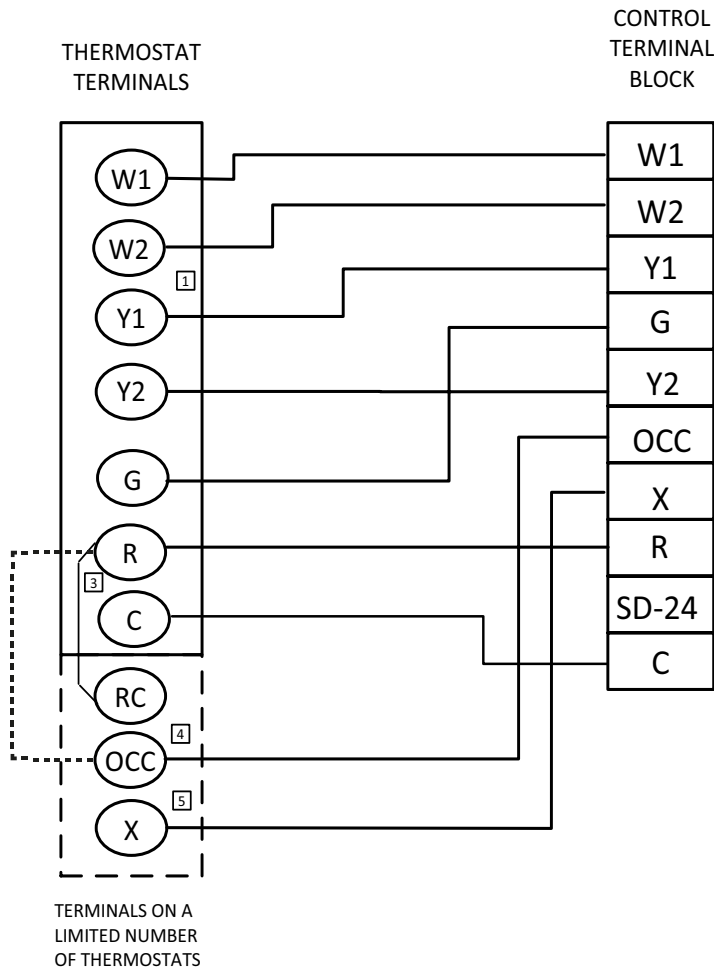 THERMOSTAT
TERMINALS
W1
W2
1
Y1
Y2
G
R
3
C
RC
4
OCC
5
X
TERMINALS ON A
LIMITED NUMBER
OF THERMOSTATS
CONTROL
TERMINAL
BLOCK
W1
W2
Y1
G
Y2
OCC
X
R
SD-24
C